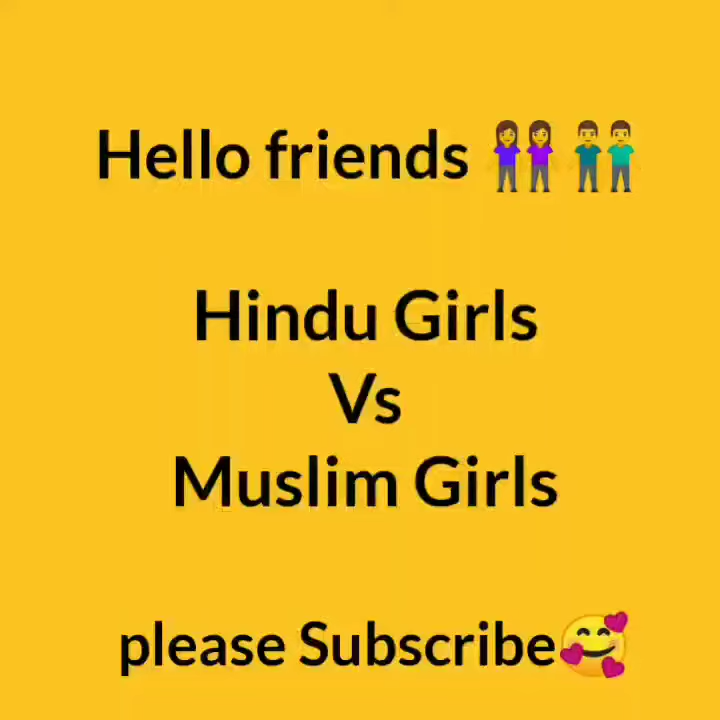 Hello friends 👭 👬
Hindu Girls
Vs
Muslim Girls
please Subscribe🥰